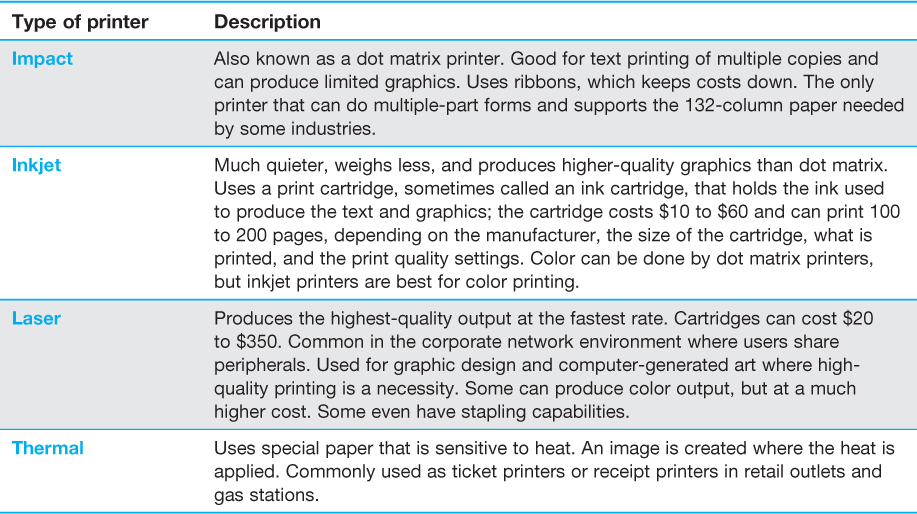 Type of printer Description
Impact Also known as a dot matrix printer. Good for text printing of multiple copies and
can produce limited graphics. Uses ribbons, which keeps costs down. The only
printer that can do multiple-part forms and supports the 132-column paper needed
by some industries.
Inkjet Much quieter, weighs less, and produces higher-quality graphics than dot matrix.
Uses a print cartridge, sometimes called an ink cartridge, that holds the ink used
to produce the text and graphics; the cartridge costs $10 to $60 and can print 100
to 200 pages, depending on the manufacturer, the size of the cartridge, what is
printed, and the print quality settings. Color can be done by dot matrix printers,
but inkjet printers are best for color printing.
Laser Produces the highest-quality output at the fastest rate. Cartridges can cost $20
to $350. Common in the corporate network environment where users share
peripherals. Used for graphic design and computer-generated art where high-
quality printing is a necessity. Some can produce color output, but at a much
higher cost. Some even have stapling capabilities.
Thermal Uses special paper that is sensitive to heat. An image is created where the heat is
applied. Commonly used as ticket printers or receipt printers in retail outlets and
gas stations.